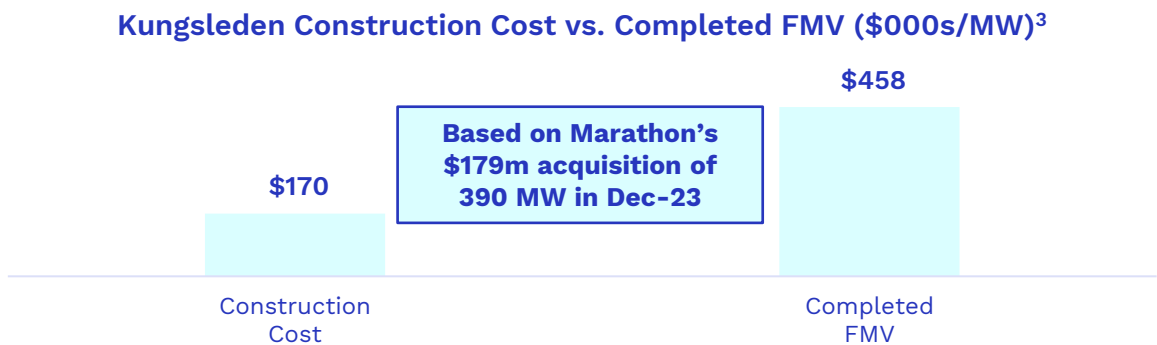 Kungsleden Construction Cost vs. Completed FMV ($000s/MW)³
$458
Based on Marathon’s
$179m acquisition of
390 MW in Dec-23
$170
Construction
Cost
Completed
FMV